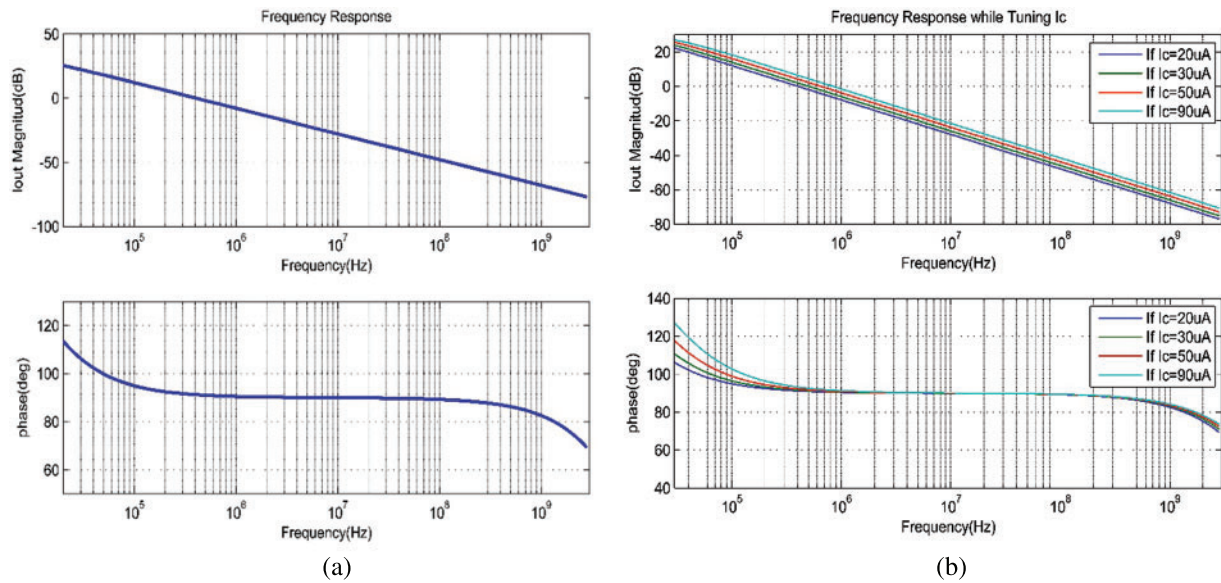 Frequency Response
50
0
-50
-100
Iout Magnitud(dB)
10^5 10^6 10^7 10^8 10^9
Frequency(Hz)
120
100
80
60
phase(deg)
10^5 10^6 10^7 10^8 10^9
Frequency(Hz)
(a)
Frequency Response while Tuning Ic
20
0
-20
-40
-60
-80
Iout Magnitud(dB)
If Ic=20uA
If Ic=30uA
If Ic=50uA
If Ic=90uA
10^5 10^6 10^7 10^8 10^9
Frequency(Hz)
140
120
100
80
60
40
phase(deg)
If Ic=20uA
If Ic=30uA
If Ic=50uA
If Ic=90uA
10^5 10^6 10^7 10^8 10^9
Frequency(Hz)
(b)